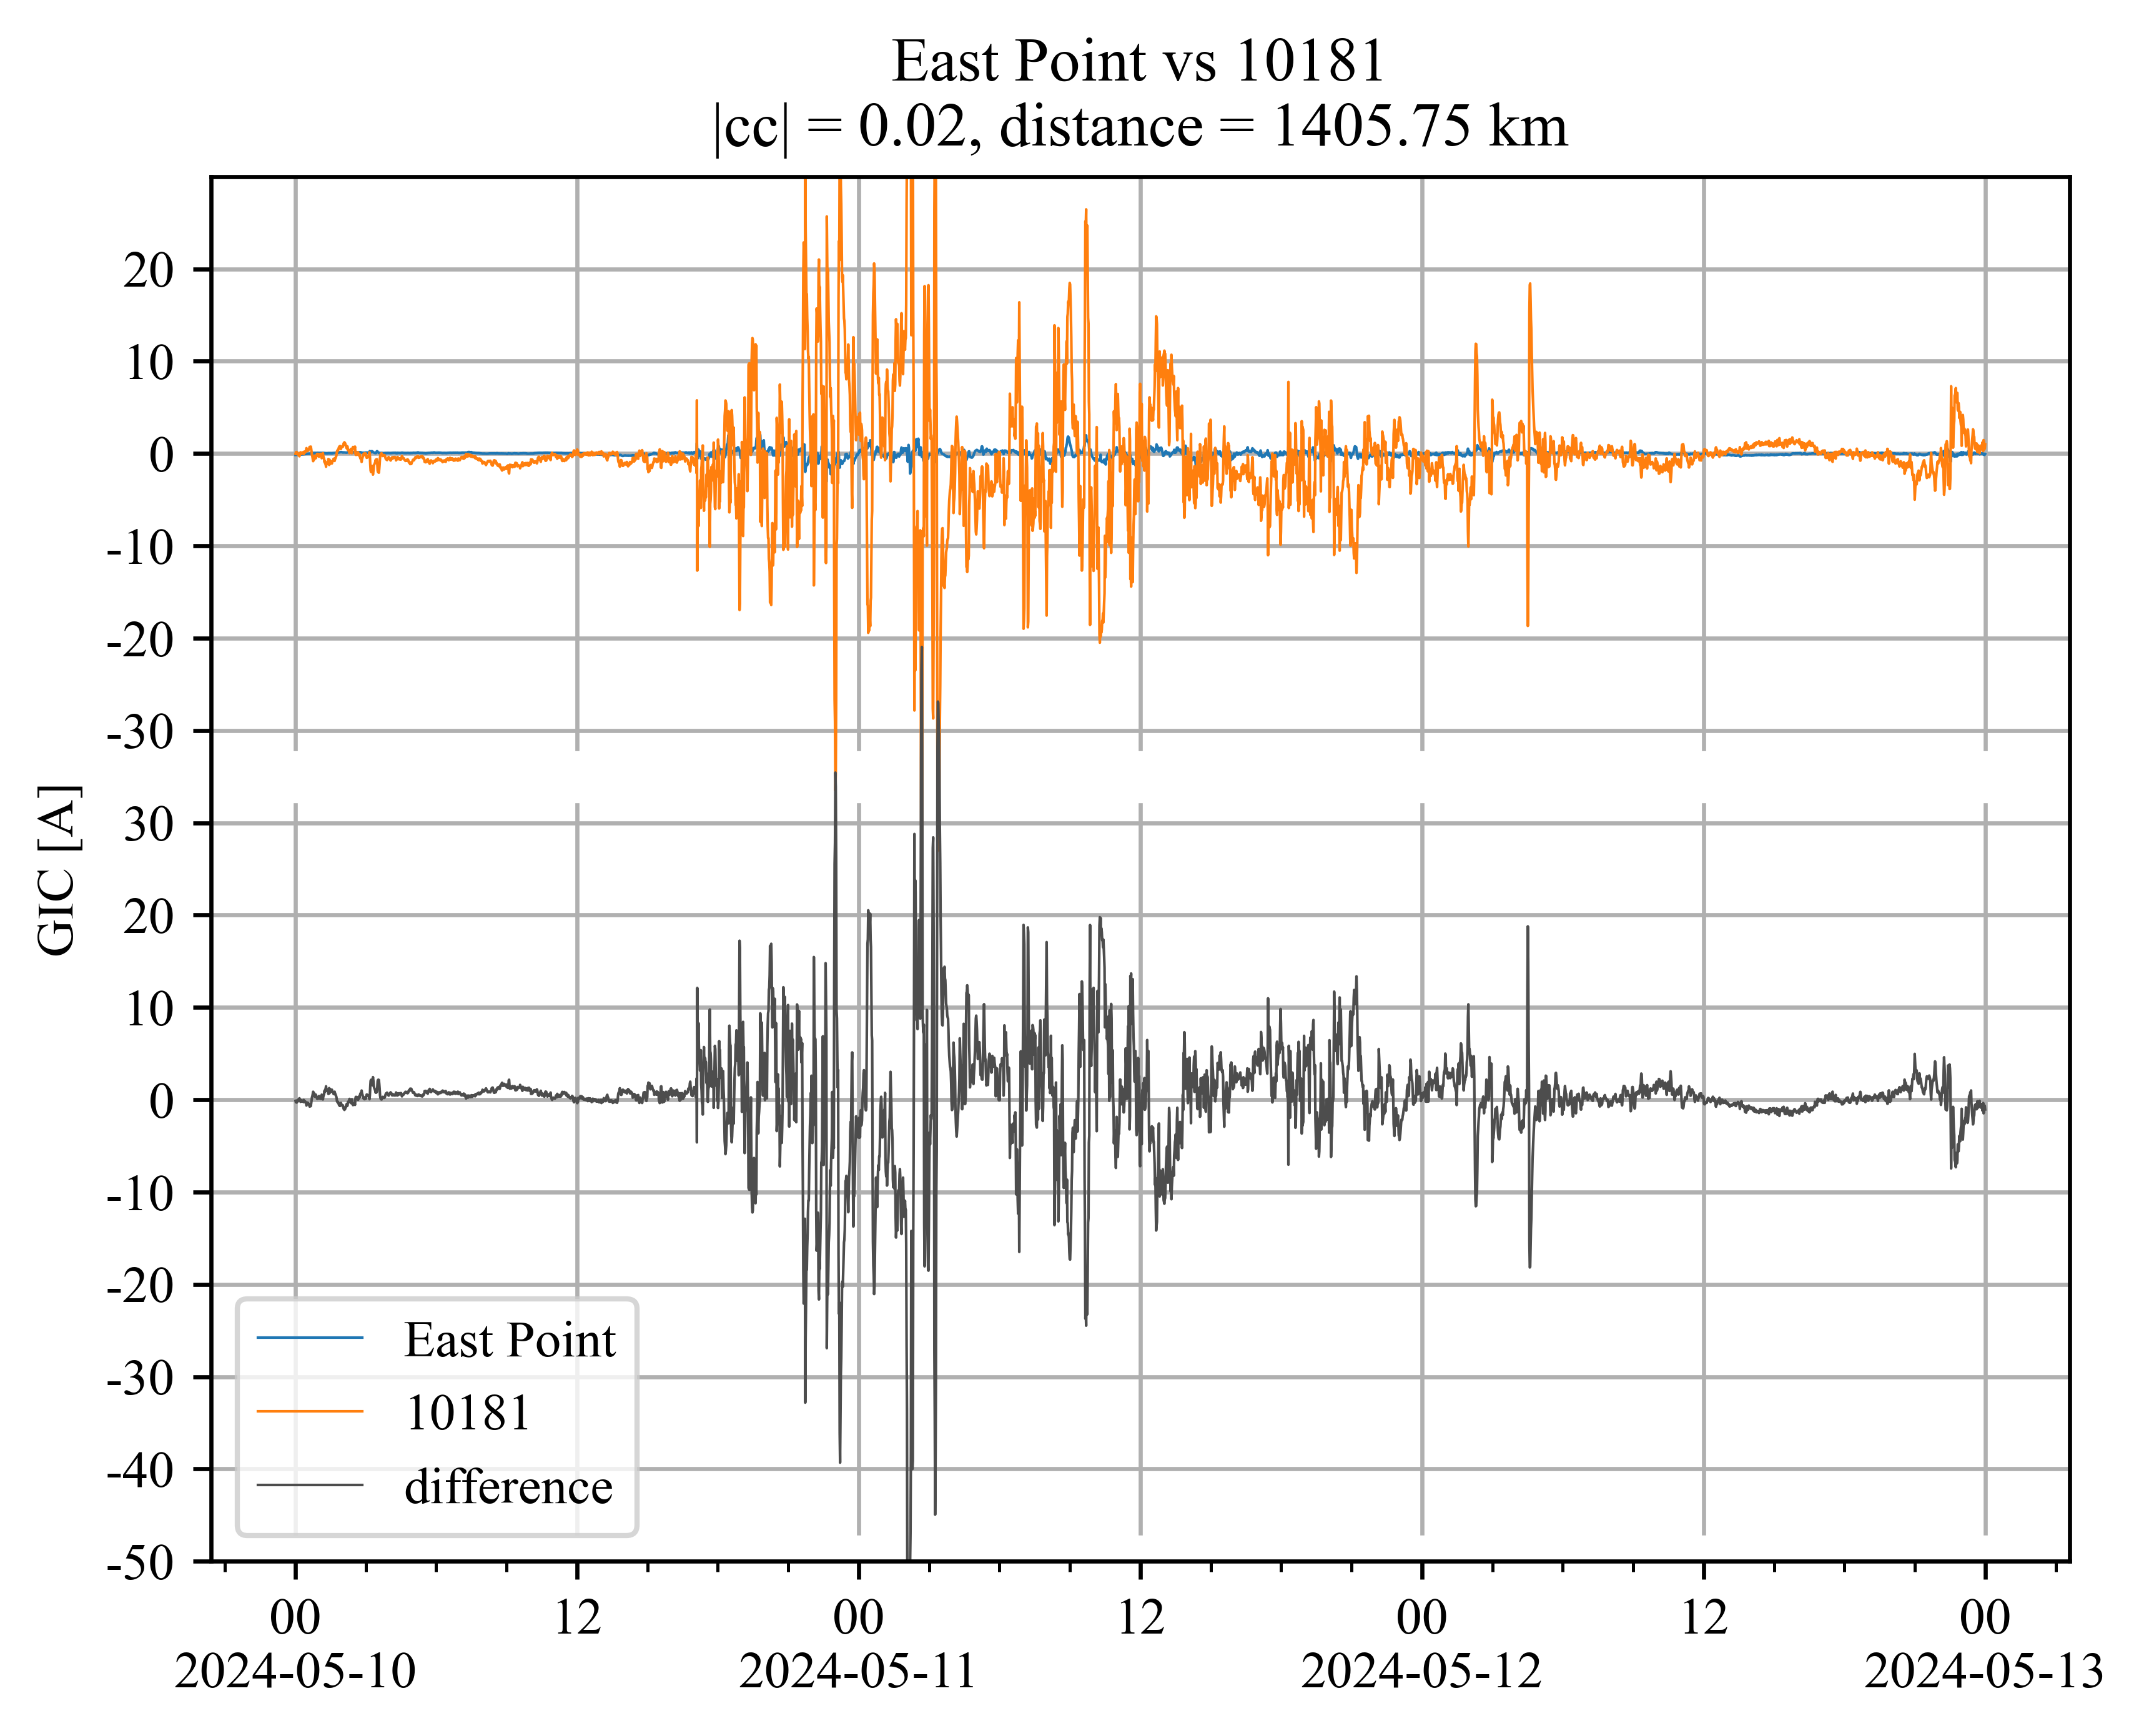 East Point vs 10181
|cc| = 0.02, distance = 1405.75 km
GIC [A]
20
10
0
-10
-20
-30
30
20
10
0
-10
-20
-30
-40
-50
East Point
10181
difference
00 12 00 12 00 12 00
2024-05-10 2024-05-11 2024-05-12 2024-05-13